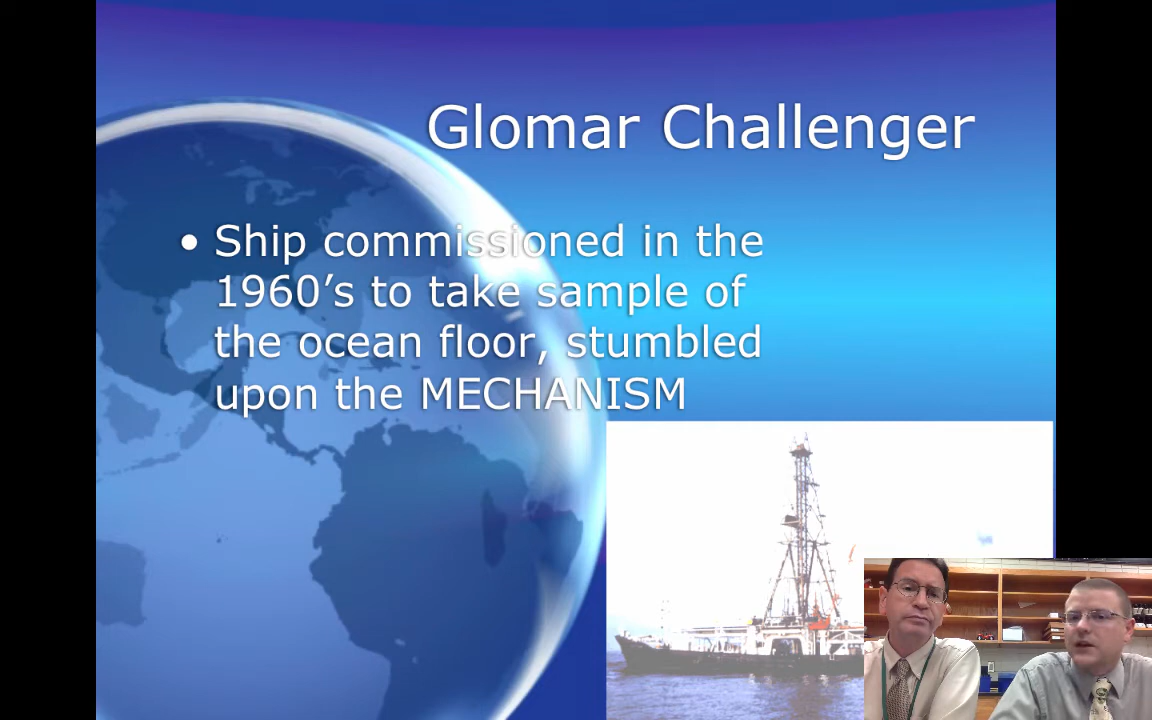 Glomar Challenger
• Ship commissioned in the
1960’s to take sample of
the ocean floor, stumbled
upon the MECHANISM